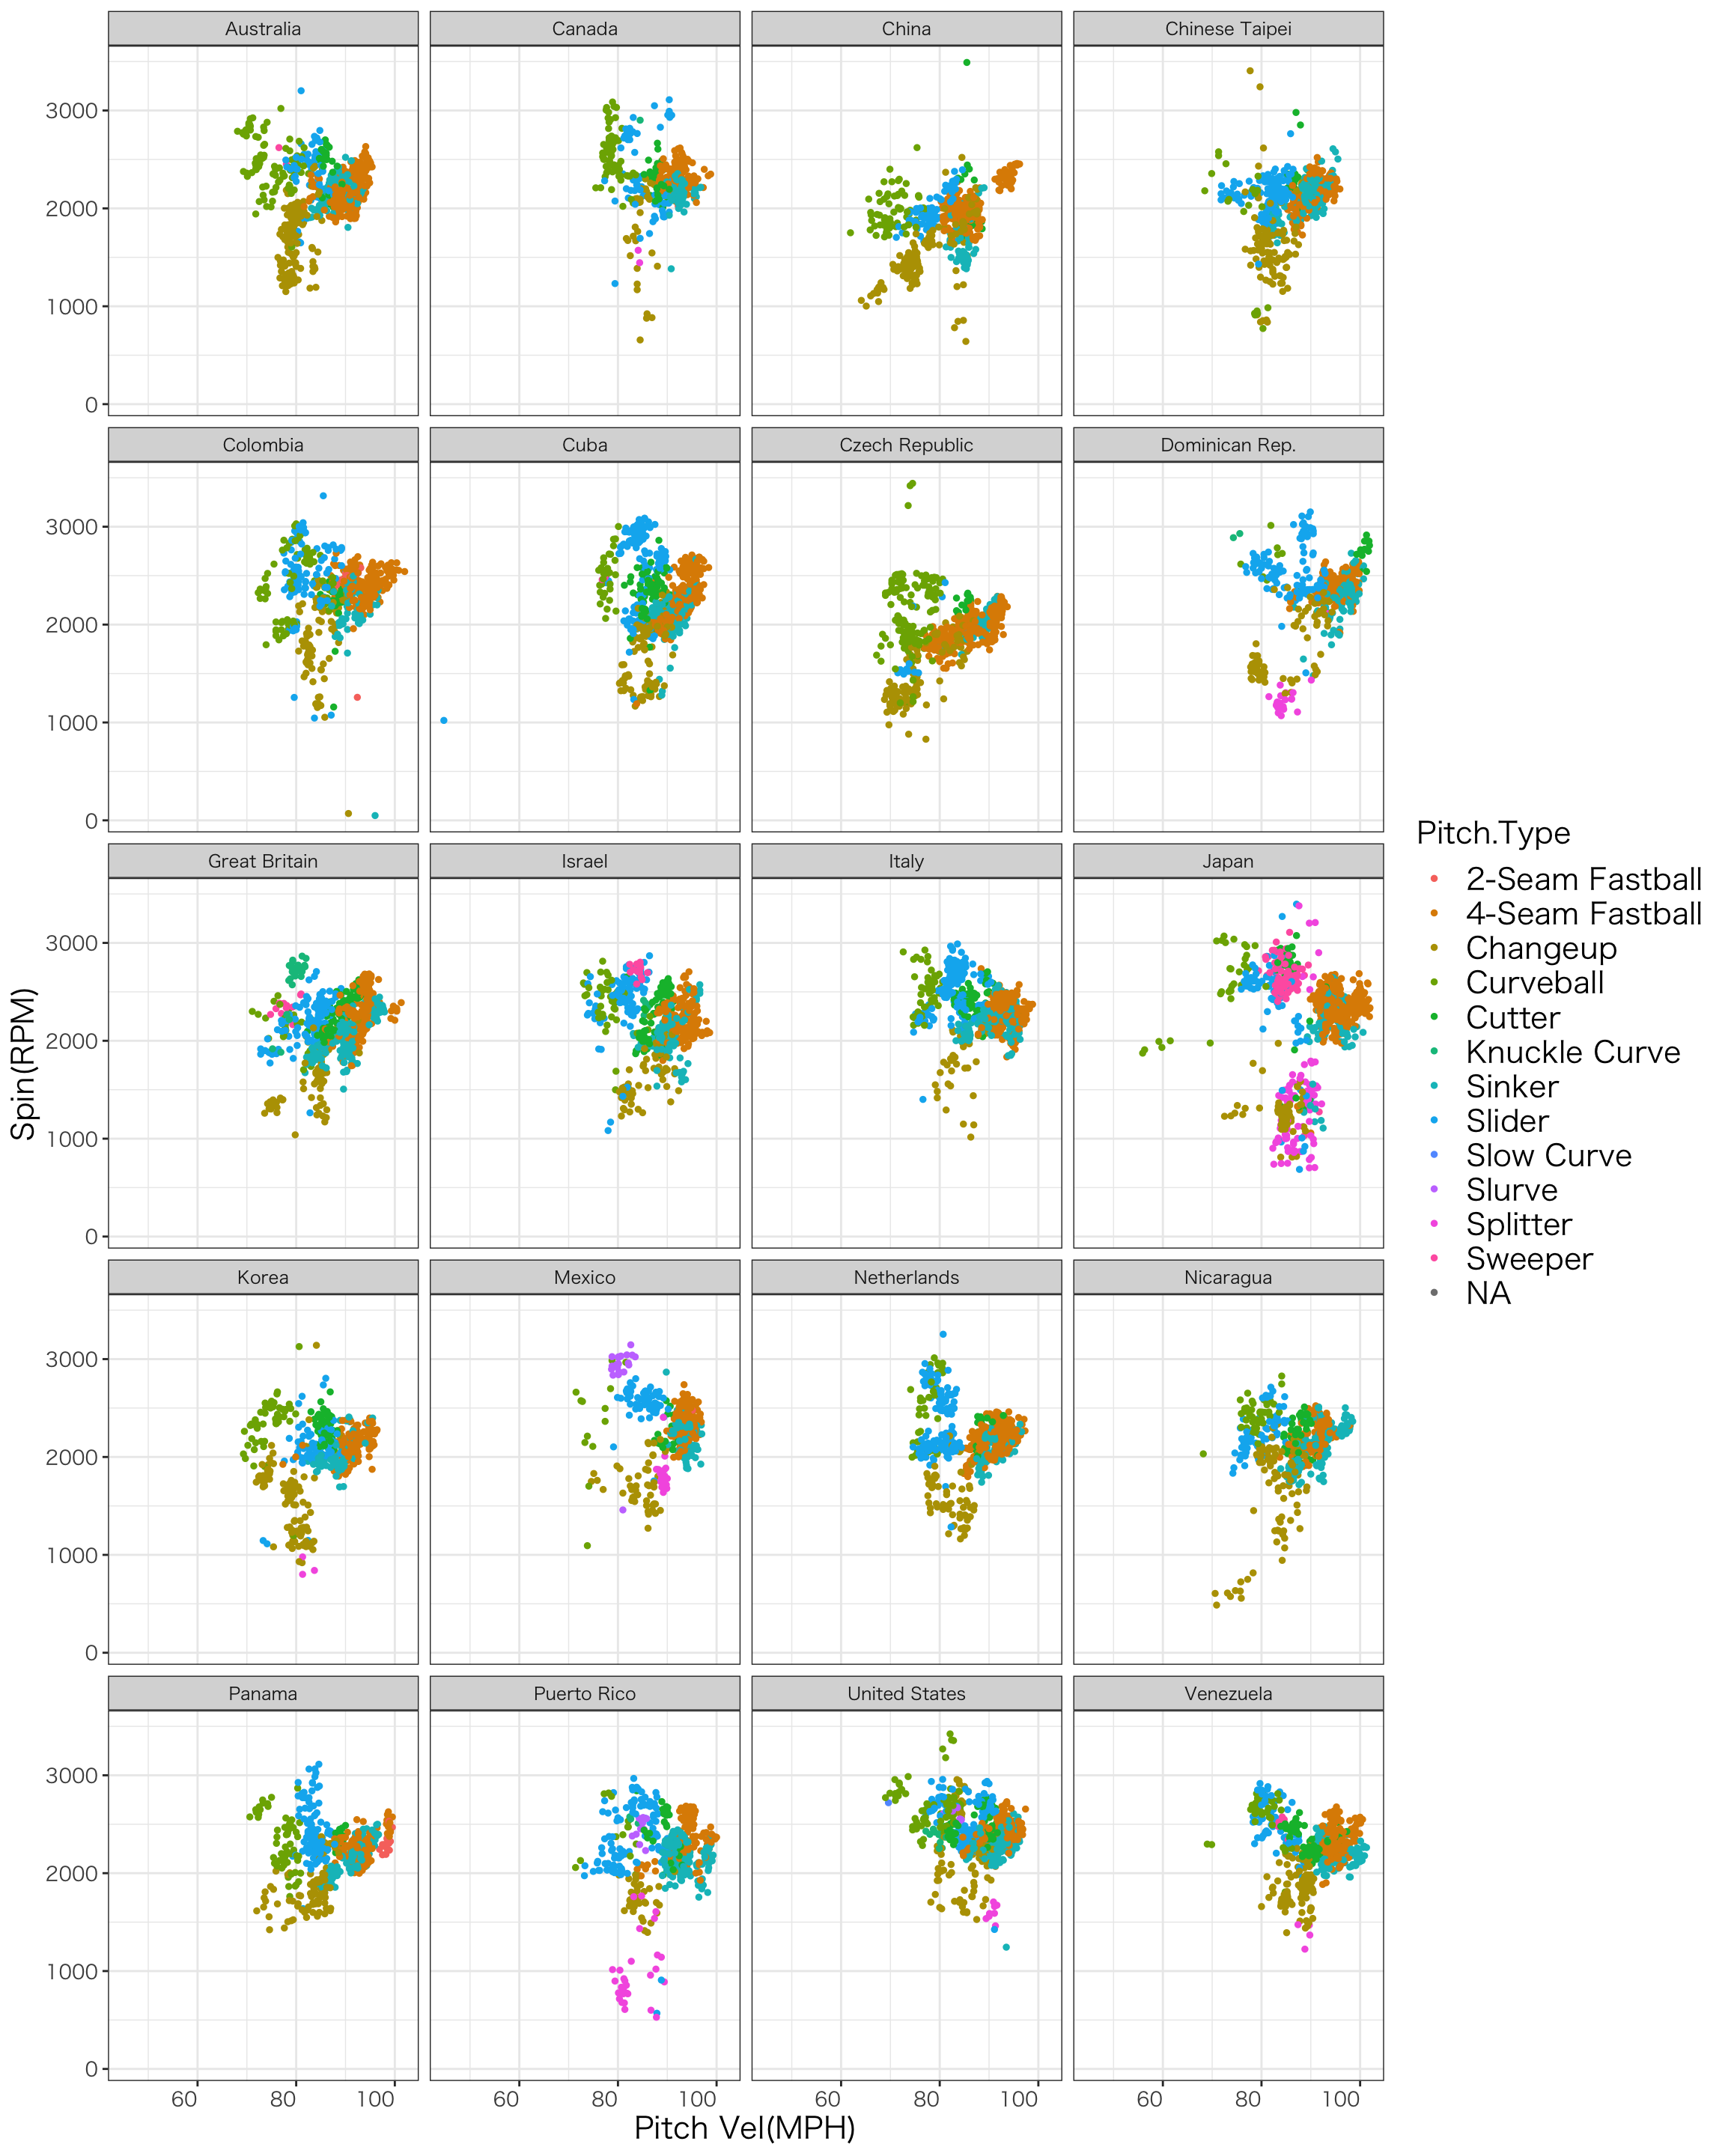 Australia Canada China Chinese Taipei
3000
2000
1000
0
Colombia Cuba Czech Republic Dominican Rep.
3000
2000
1000
0
Great Britain Israel Italy Japan
3000
2000
1000
0
Korea Mexico Netherlands Nicaragua
3000
2000
1000
0
Panama Puerto Rico United States Venezuela
3000
2000
1000
0
60 80 100 60 80 100 60 80 100 60 80 100
Pitch Vel(MPH)
Spin(RPM)
Pitch.Type
2-Seam Fastball
4-Seam Fastball
Changeup
Curveball
Cutter
Knuckle Curve
Sinker
Slider
Slow Curve
Slurve
Splitter
Sweeper
NA